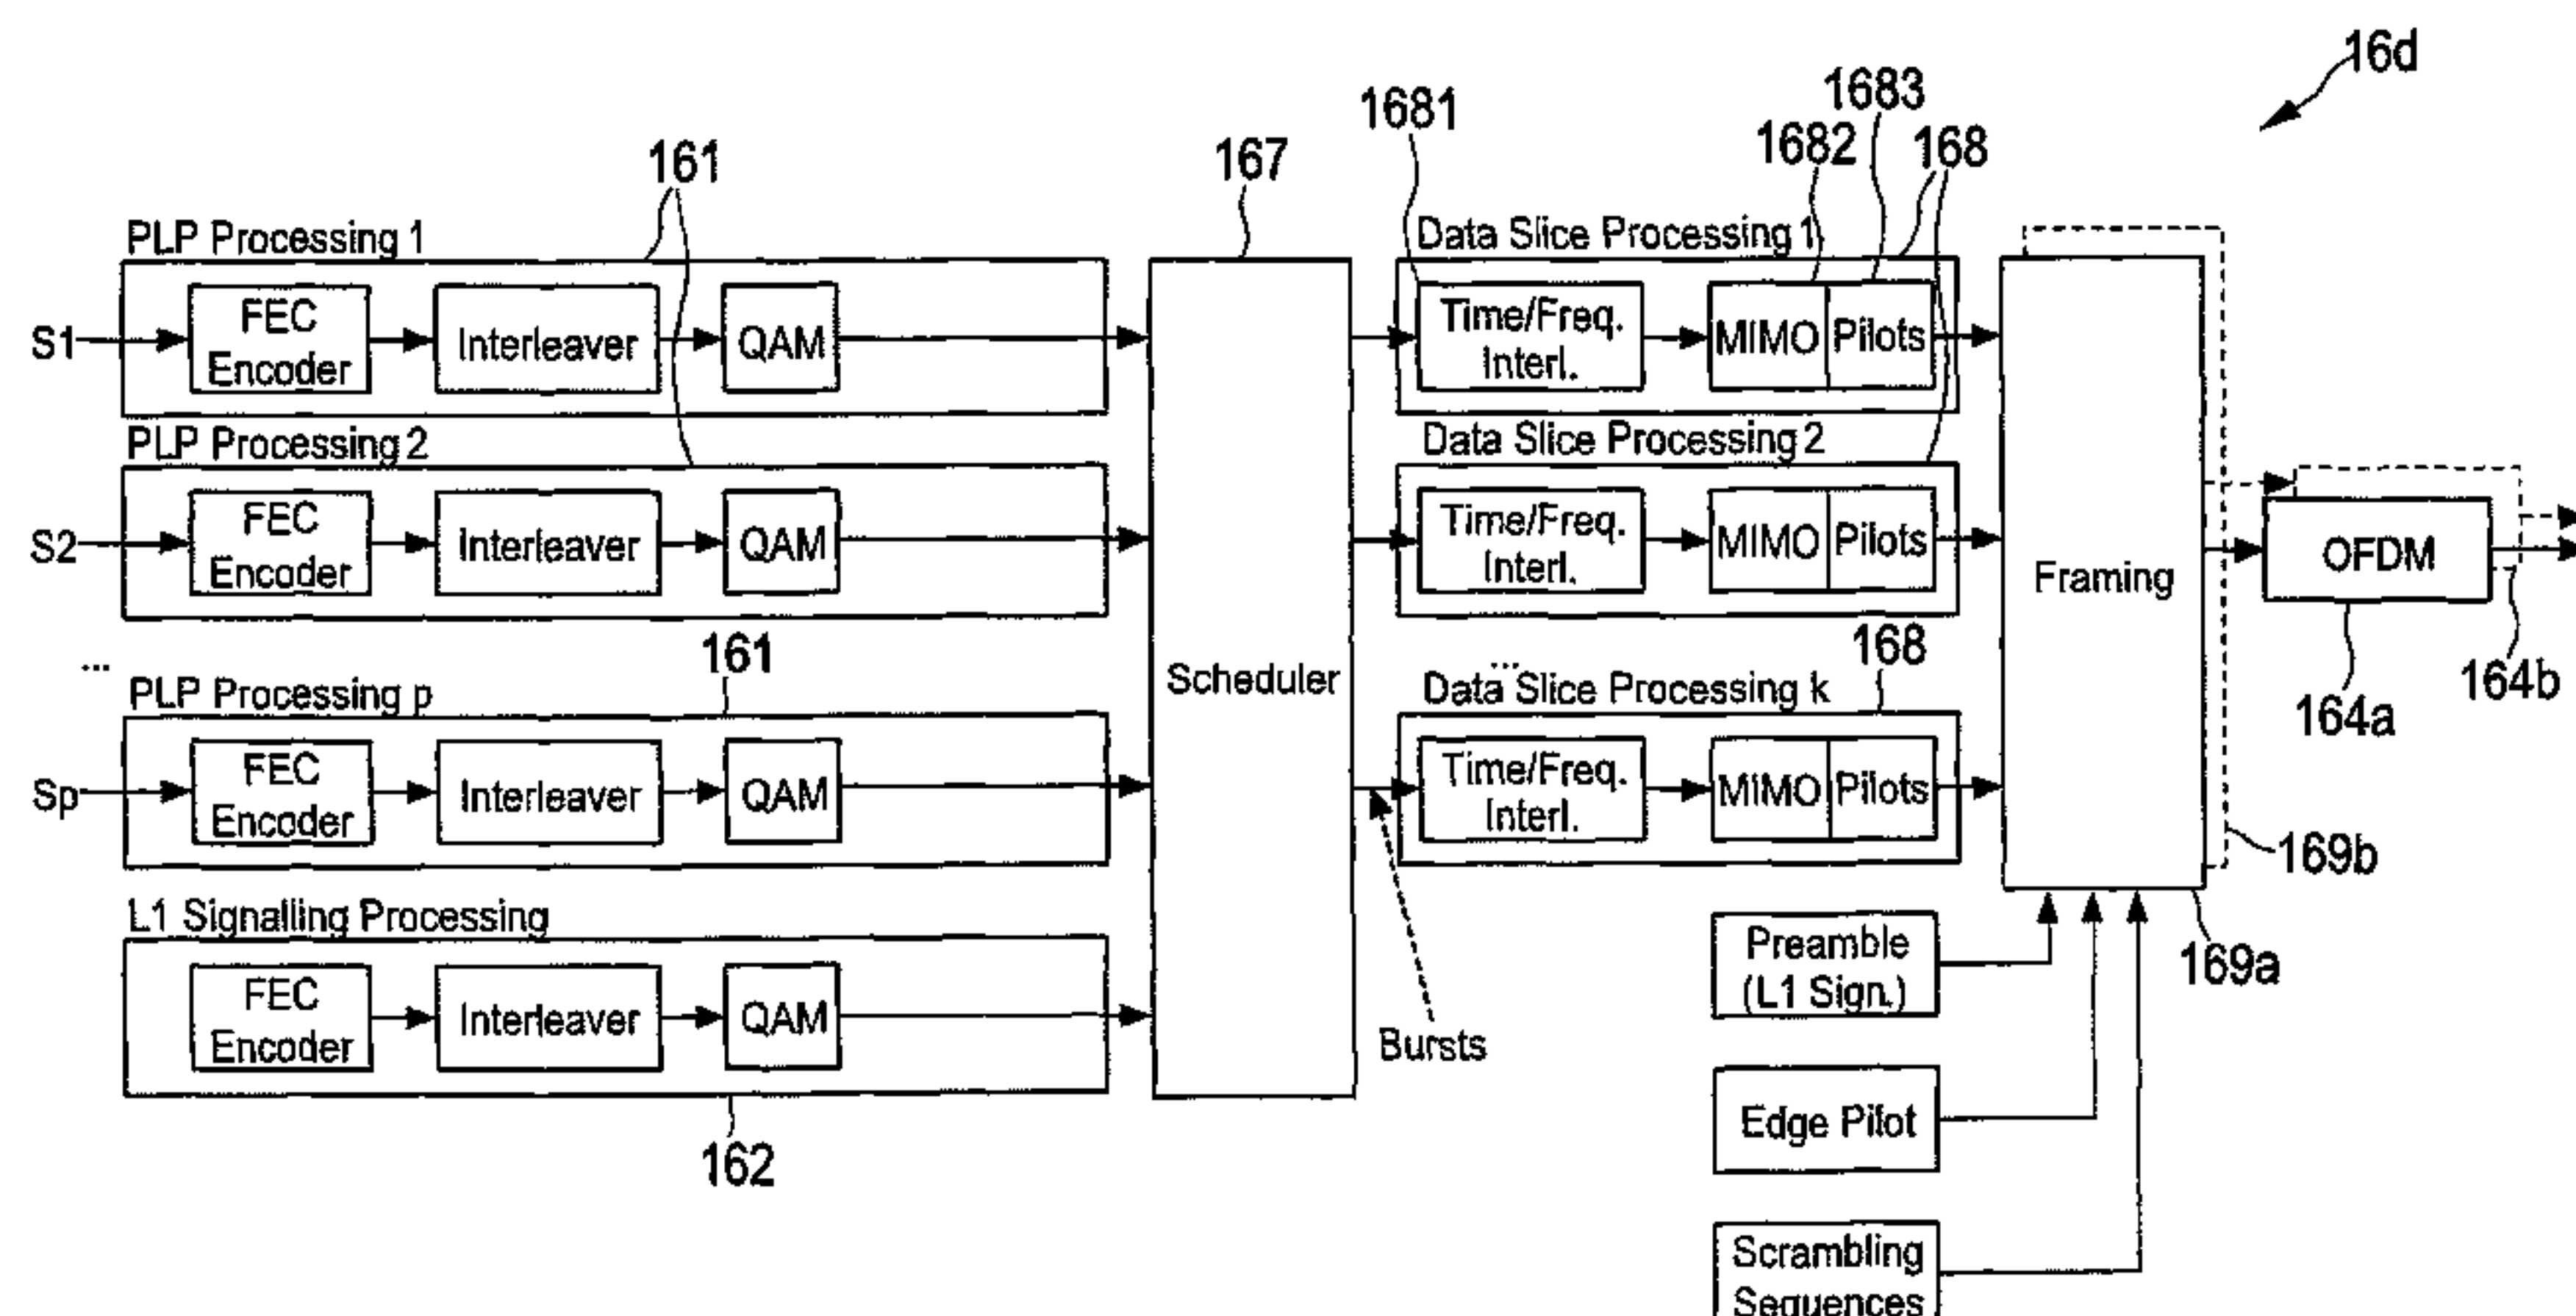 16d
1683
1681
1682
168
161
167
PLP Processing 1
Data Slice Processing 1
S1
FEC
Encoder
Interleaver
QAM
Time/Freq.
Interl.
MIMO
Pilots
PLP Processing 2
Data Slice Processing 2
S2
FEC
Encoder
Interleaver
QAM
Time/Freq.
Interl.
MIMO
Pilots
Scheduler
Framing
OFDM
164a
164b
...
161
...
168
PLP Processing p
Data Slice Processing k
Sp
FEC
Encoder
Interleaver
QAM
Time/Freq.
Interl.
MIMO
Pilots
169b
169a
L1 Signalling Processing
FEC
Encoder
Interleaver
QAM
162
Bursts
Preamble
(L1 Sign.)
Edge Pilot
Scrambling
Sequences